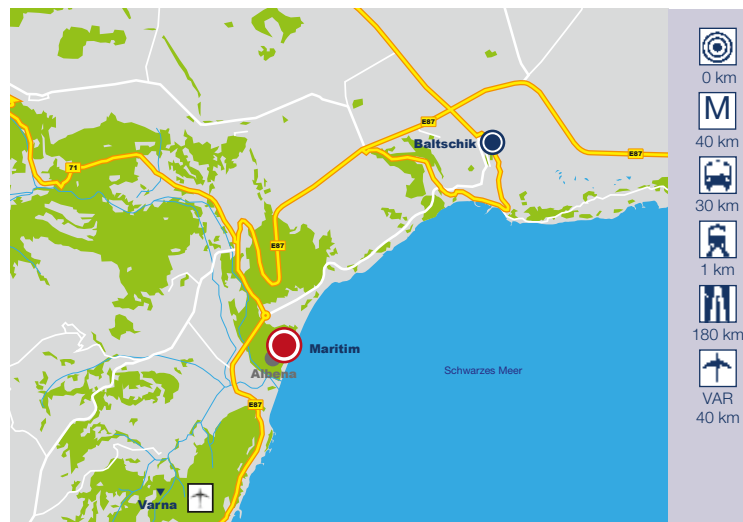 E87
Baltschik
E87
71
E87
Maritim
Albena
Schwarzes Meer
E87
Varna
0 km
M
40 km
30 km
1 km
180 km
VAR
40 km